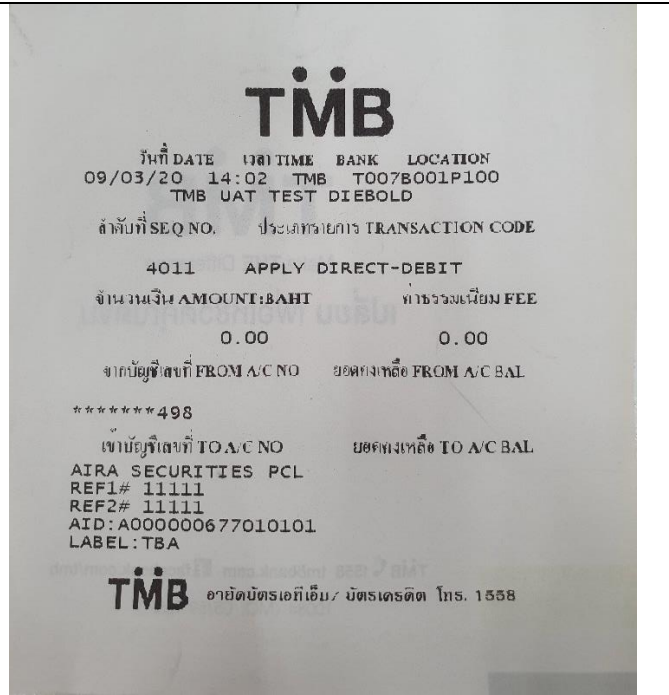 TMB
วันที่ DATE เวลา TIME BANK LOCATION
09/03/20 14:02 TMB T007B001P100
TMB UAT TEST DIEBOLD
ลำดับที่ SEQ NO. ประเภทรายการ TRANSACTION CODE
4011 APPLY DIRECT-DEBIT
จำนวนเงิน AMOUNT:BAHT ค่าธรรมเนียม FEE
0.00 0.00
จากบัญชีเลขที่ FROM A/C NO ยอดคงเหลือ FROM A/C BAL
*******498
เข้าบัญชีเลขที่ TO A/C NO ยอดคงเหลือ TO A/C BAL
AIRA SECURITIES PCL
REF1# 11111
REF2# 11111
AID:A000000677010101
LABEL:TBA
TMB อายัดบัตรเอทีเอ็ม/ บัตรเครดิต โทร. 1558